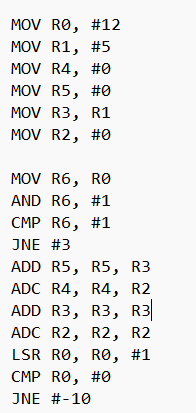 MOV R0, #12
MOV R1, #5
MOV R4, #0
MOV R5, #0
MOV R3, R1
MOV R2, #0

MOV R6, R0
AND R6, #1
CMP R6, #1
JNE #3
ADD R5, R5, R3
ADC R4, R4, R2
ADD R3, R3, R3
ADC R2, R2, R2
LSR R0, R0, #1
CMP R0, #0
JNE #-10